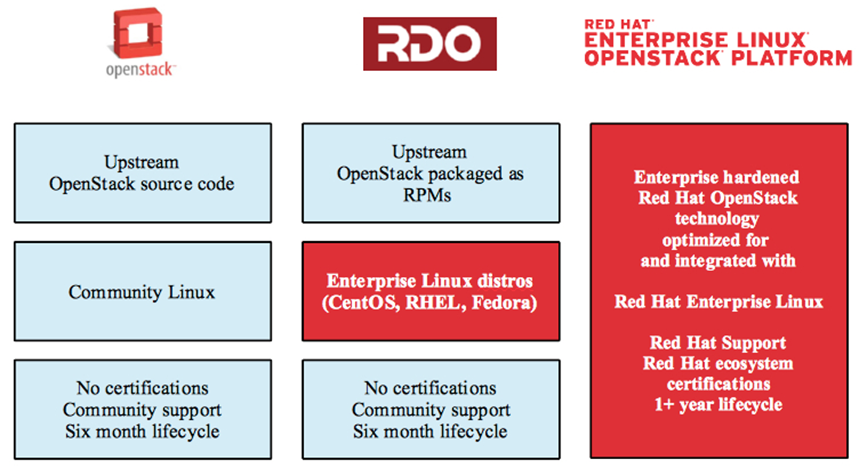 openstack™
RDO
RED HAT®
ENTERPRISE LINUX®
OPENSTACK® PLATFORM
Upstream
OpenStack source code
Community Linux
No certifications
Community support
Six month lifecycle
Upstream
OpenStack packaged as
RPMs
Enterprise Linux distros
(CentOS, RHEL, Fedora)
No certifications
Community support
Six month lifecycle
Enterprise hardened
Red Hat OpenStack
technology
optimized for
and integrated with
Red Hat Enterprise Linux
Red Hat Support
Red Hat ecosystem
certifications
1+ year lifecycle